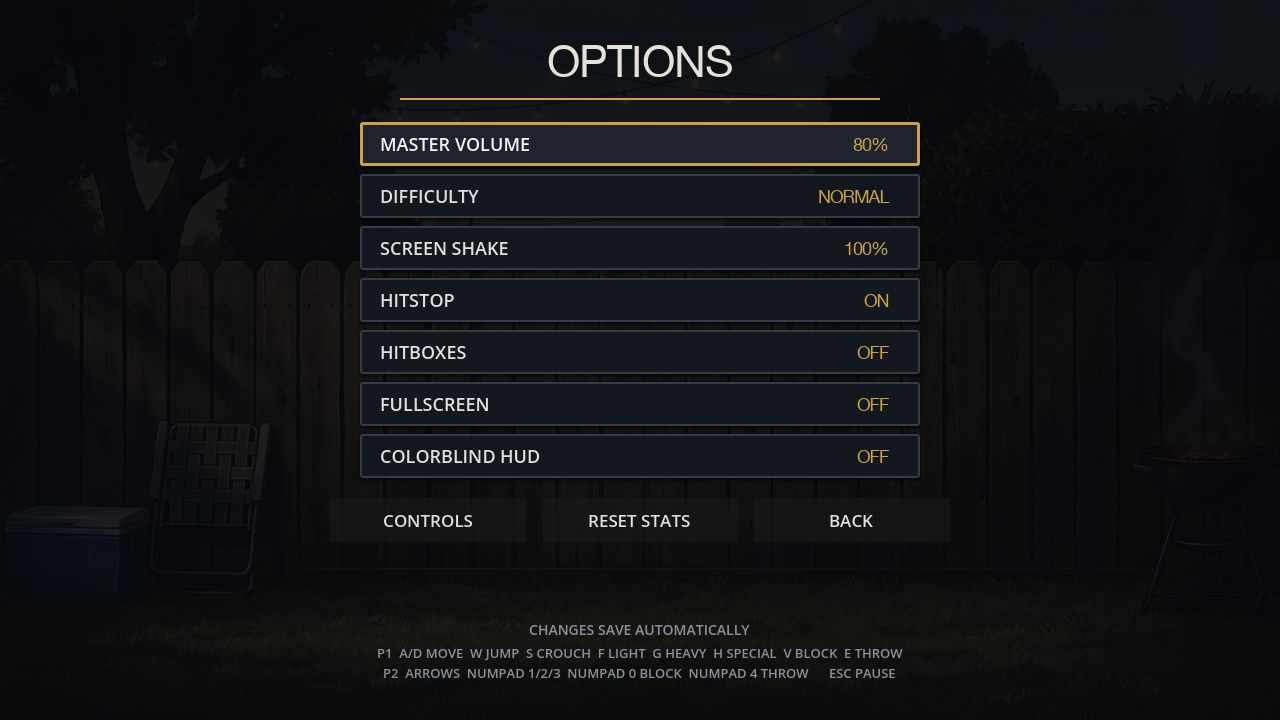 OPTIONS
MASTER VOLUME 80%
DIFFICULTY NORMAL
SCREEN SHAKE 100%
HITSTOP ON
HITBOXES OFF
FULLSCREEN OFF
COLORBLIND HUD OFF
CONTROLS RESET STATS BACK
CHANGES SAVE AUTOMATICALLY
P1 A/D MOVE W JUMP S CROUCH F LIGHT G HEAVY H SPECIAL V BLOCK E THROW
P2 ARROWS NUMPAD 1/2/3 NUMPAD 0 BLOCK NUMPAD 4 THROW ESC PAUSE